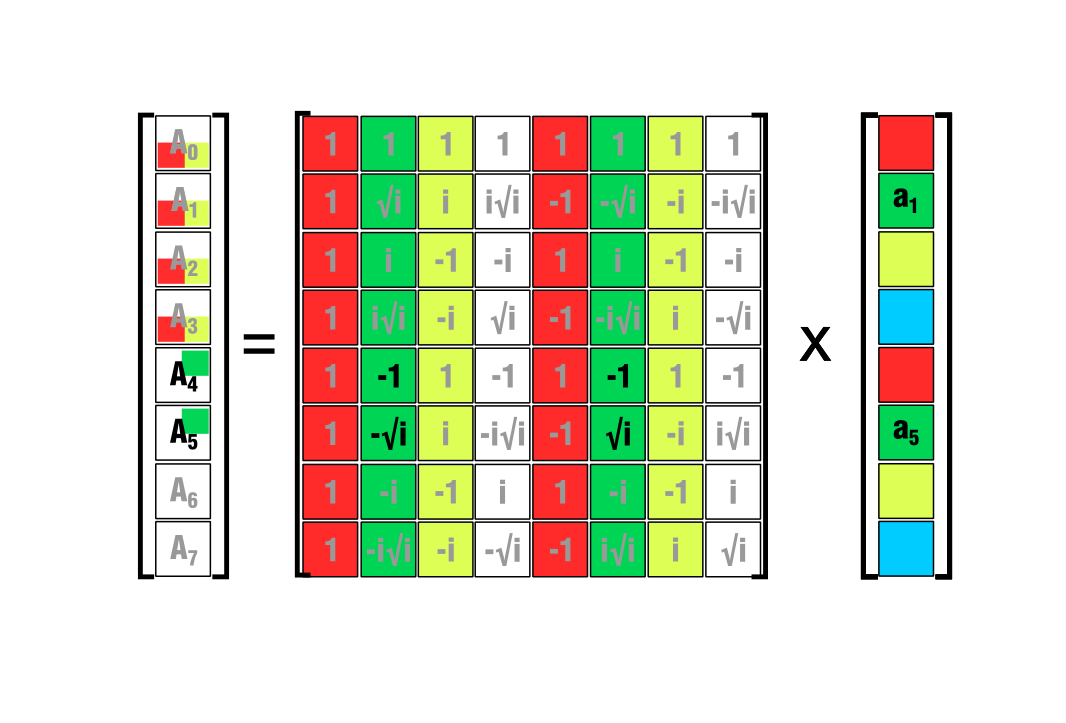 A₀ 1 1 1 1 1 1 1 1
A₁ 1 √i i i√i -1 -√i -i -i√i a₁
A₂ 1 i -1 -i 1 i -1 -i
A₃ 1 i√i -i √i -1 -i√i i -√i
= x
A₄ 1 -1 1 -1 1 -1 1 -1
A₅ 1 -√i i -i√i -1 √i -i i√i a₅
A₆ 1 -i -1 i 1 -i -1 i
A₇ 1 -i√i -i -√i -1 i√i i √i